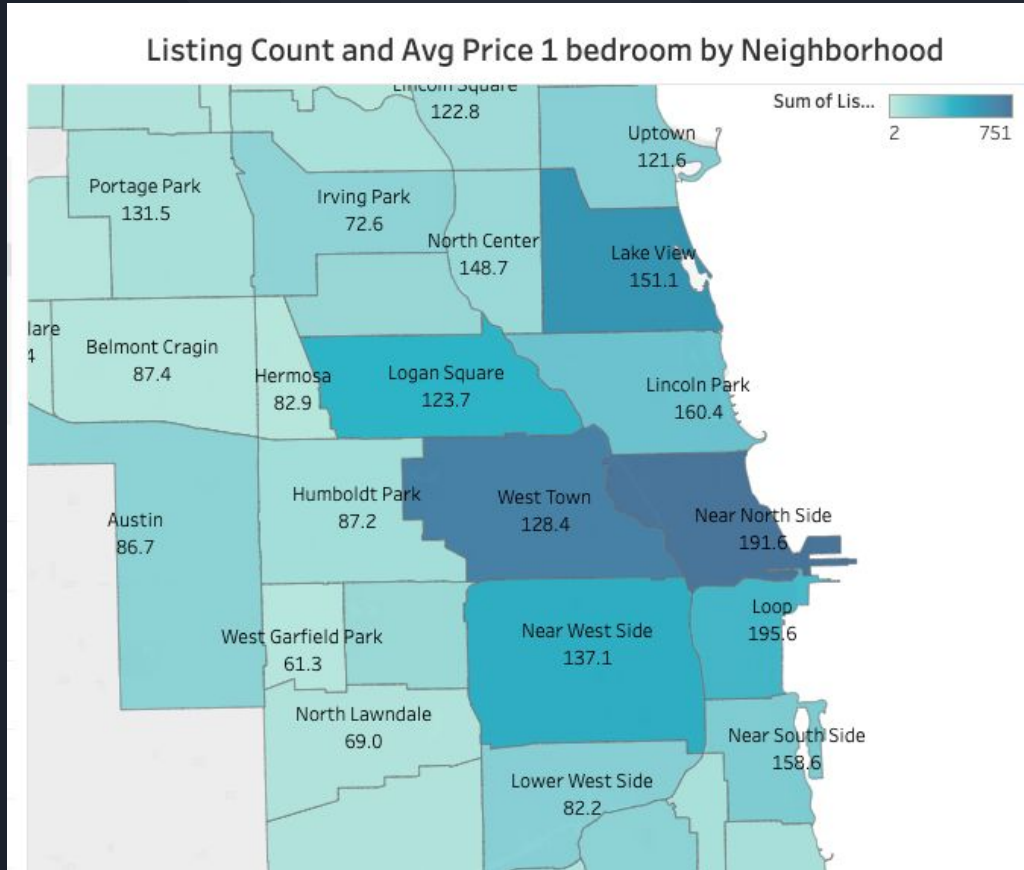 Listing Count and Avg Price 1 bedroom by Neighborhood
Sum of Lis...
2 751
Lincoln Square
122.8
Uptown
121.6
Portage Park
131.5
Irving Park
72.6
North Center
148.7
Lake View
151.1
lare
4
Belmont Cragin
87.4
Hermosa
82.9
Logan Square
123.7
Lincoln Park
160.4
Humboldt Park
87.2
West Town
128.4
Near North Side
191.6
Austin
86.7
Loop
195.6
West Garfield Park
61.3
Near West Side
137.1
North Lawndale
69.0
Near South Side
158.6
Lower West Side
82.2